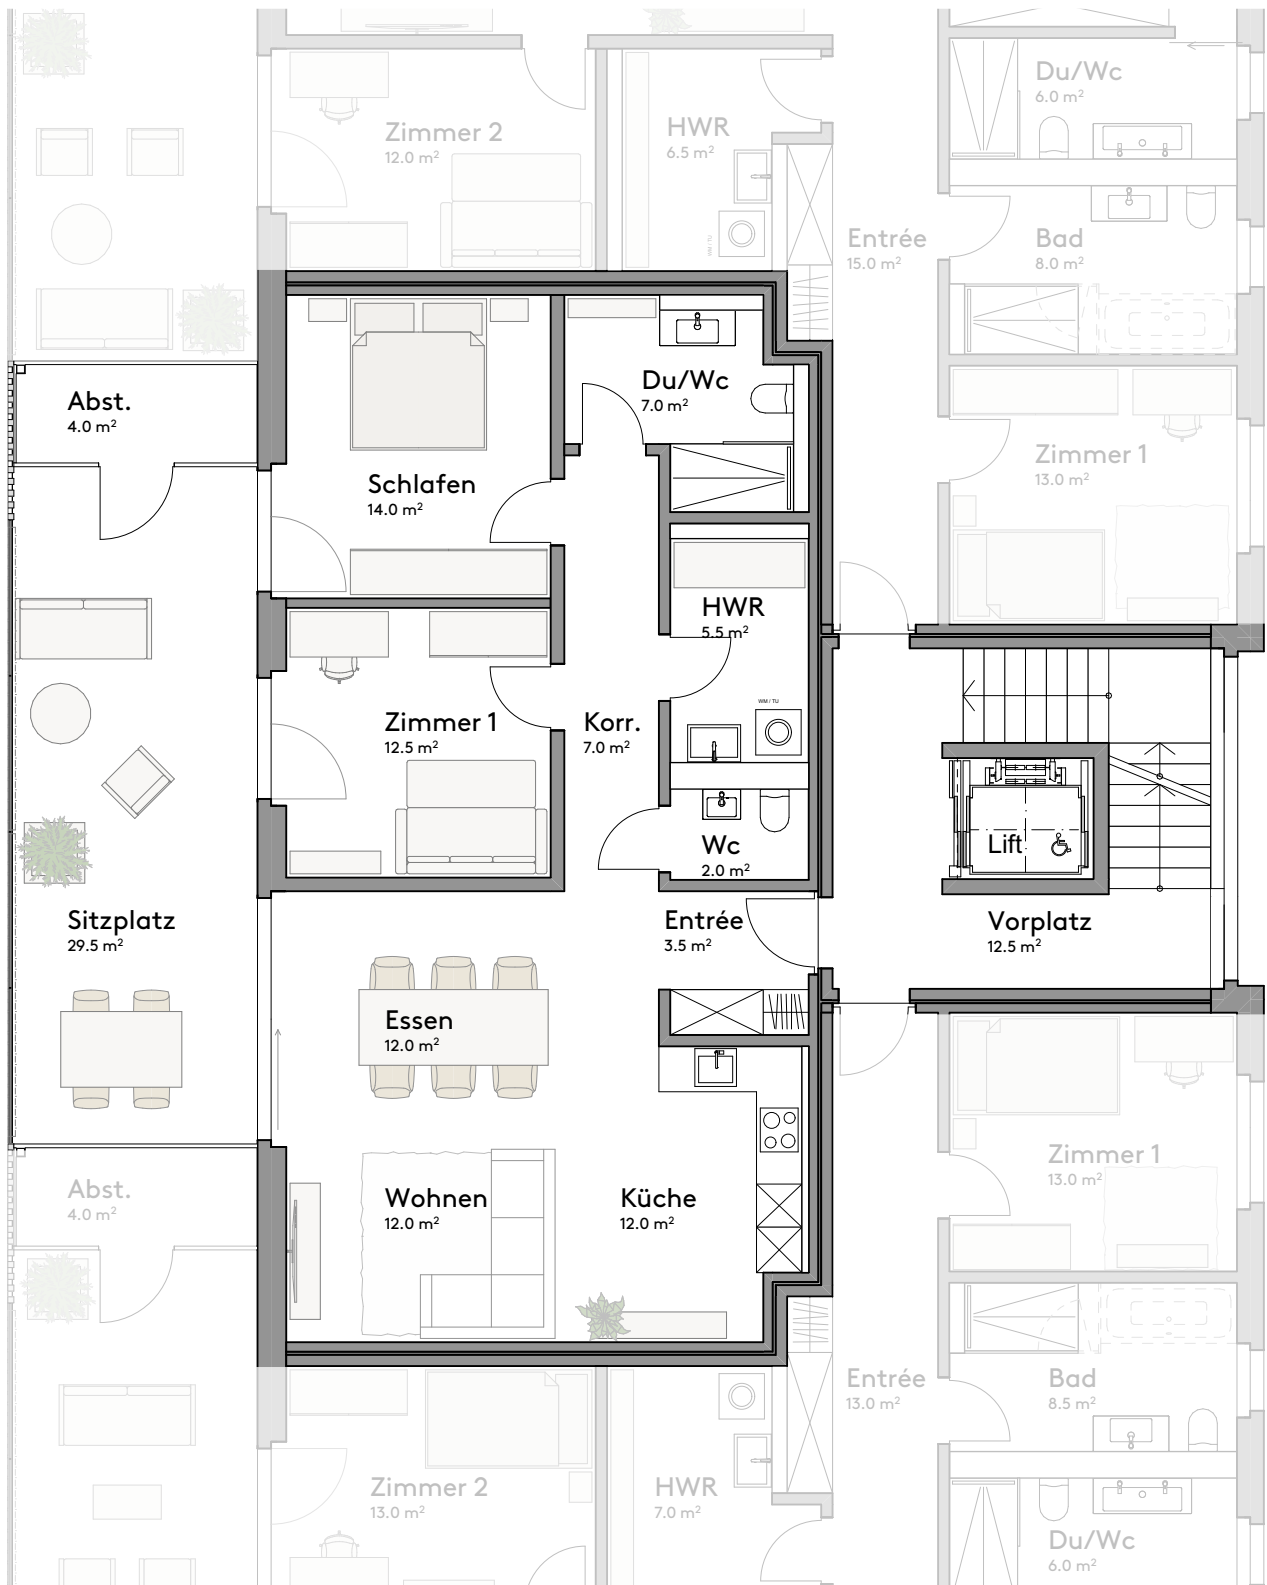 Du/Wc
6.0 m²
Zimmer 2
12.0 m²
HWR
6.5 m²
WM / TU
Entrée
15.0 m²
Bad
8.0 m²
Abst.
4.0 m²
Du/Wc
7.0 m²
Schlafen
14.0 m²
Zimmer 1
13.0 m²
HWR
5.5 m²
WM / TU
Zimmer 1
12.5 m²
Korr.
7.0 m²
Wc
2.0 m²
Lift
Sitzplatz
29.5 m²
Entrée
3.5 m²
Vorplatz
12.5 m²
Essen
12.0 m²
Zimmer 1
13.0 m²
Abst.
4.0 m²
Wohnen
12.0 m²
Küche
12.0 m²
Entrée
13.0 m²
Bad
8.5 m²
Zimmer 2
13.0 m²
HWR
7.0 m²
Du/Wc
6.0 m²